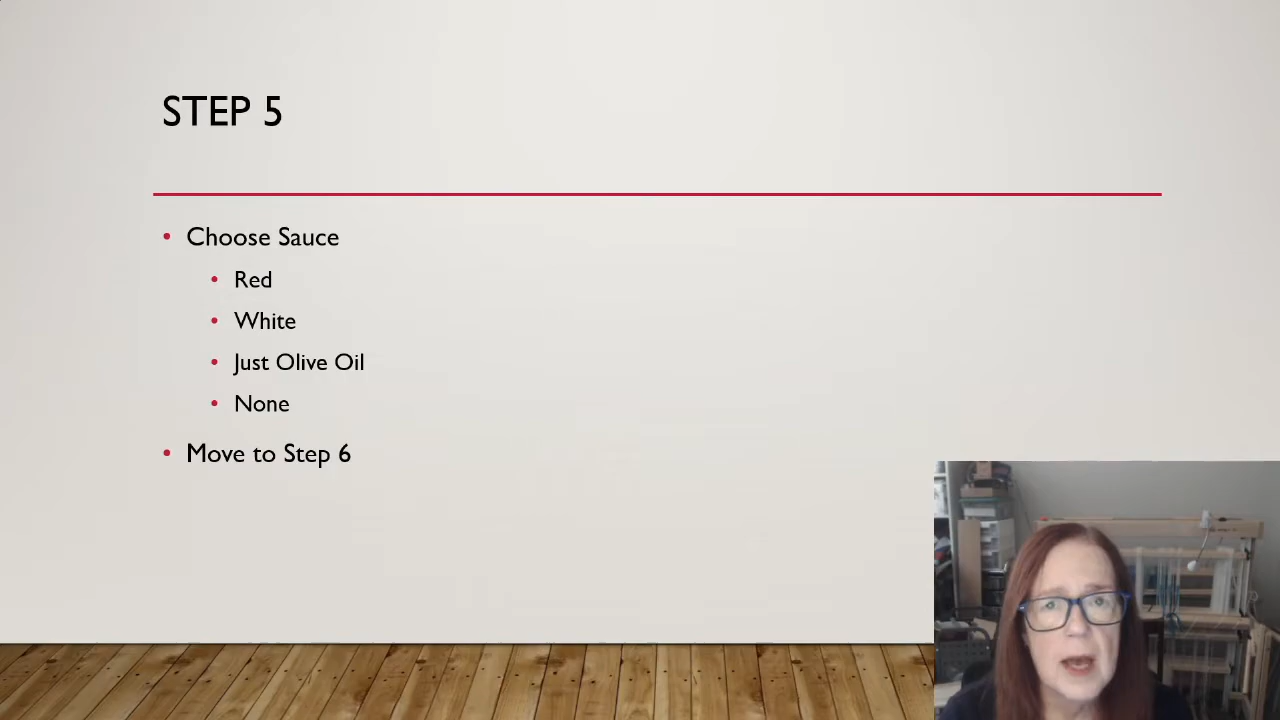 STEP 5
Choose Sauce
Red
White
Just Olive Oil
None
Move to Step 6